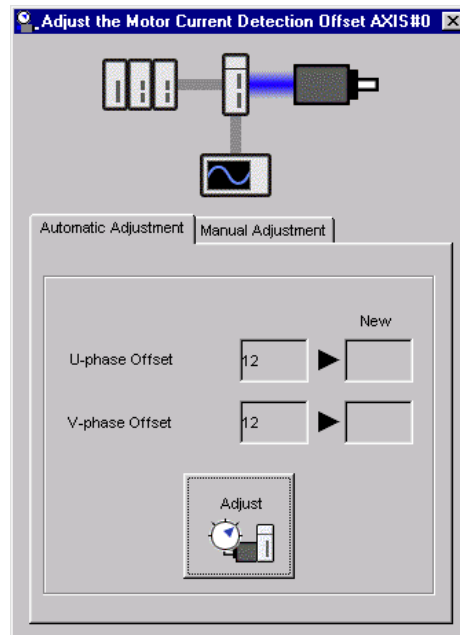 Adjust the Motor Current Detection Offset AXIS#0
Automatic Adjustment
Manual Adjustment
New
U-phase Offset
12
V-phase Offset
12
Adjust